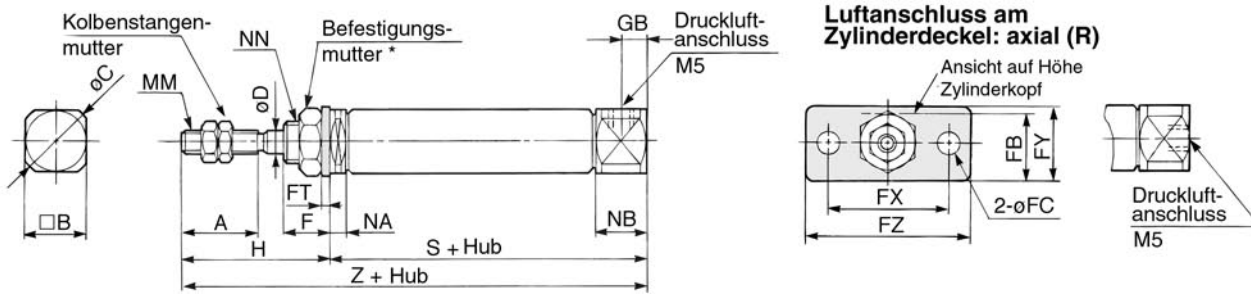 Kolbenstangen-
mutter
øC
MM
NN
øD
Befestigungs-
mutter *
GB
Druckluft-
anschluss
M5
□B
FT
A
F
NA
NB
H
S + Hub
Z + Hub
Luftanschluss am
Zylinderdeckel: axial (R)
Ansicht auf Höhe
Zylinderkopf
FB
FY
FX
FZ
2-øFC
Druckluft-
anschluss
M5